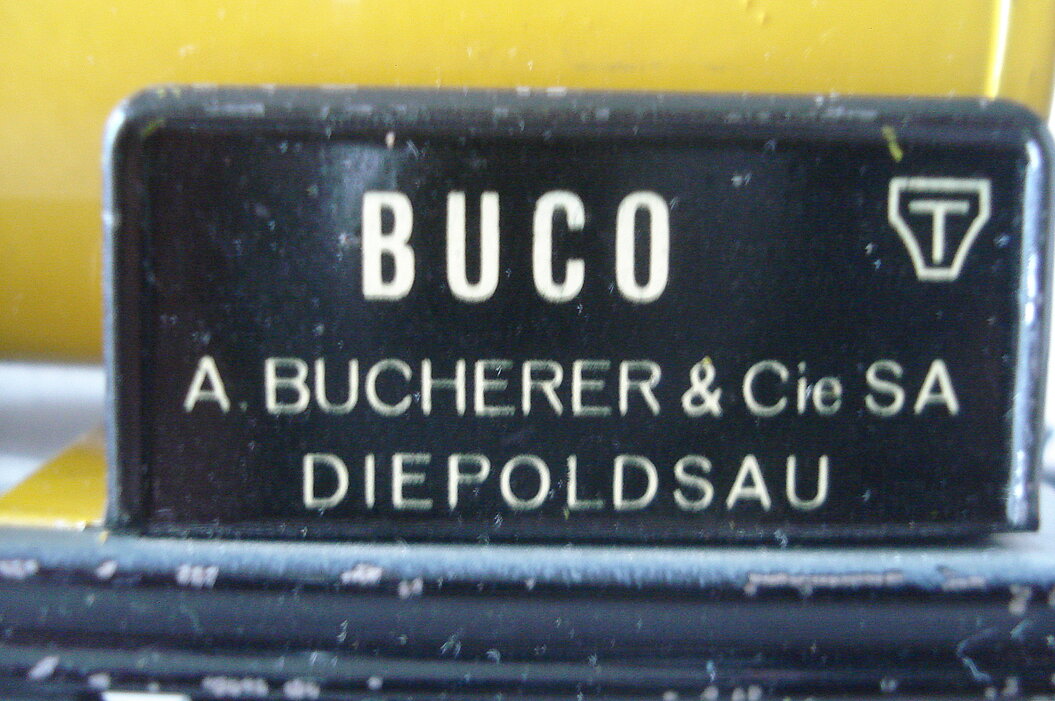 BUCO
T
A. BUCHERER & Cie SA
DIEPOLDSAU